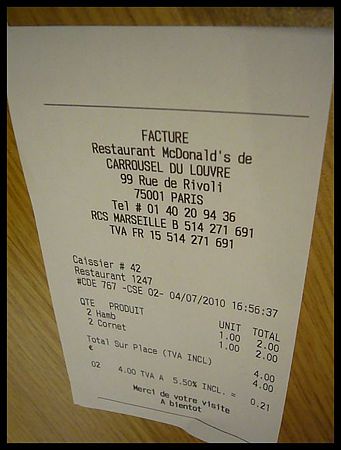 FACTURE
Restaurant McDonald's de
CARROUSEL DU LOUVRE
99 Rue de Rivoli
75001 PARIS
Tel # 01 40 20 94 36
RCS MARSEILLE B 514 271 691
TVA FR 15 514 271 691
Caissier # 42
Restaurant 1247
#CDE 767 -CSE 02- 04/07/2010 16:56:37
QTE PRODUIT UNIT TOTAL
2 Hamb 1.00 2.00
2 Cornet 1.00 2.00
Total Sur Place (TVA INCL) 4.00
€ 4.00
02 4.00 TVA A 5.50% INCL. = 0.21
Merci de votre visite
A bientot